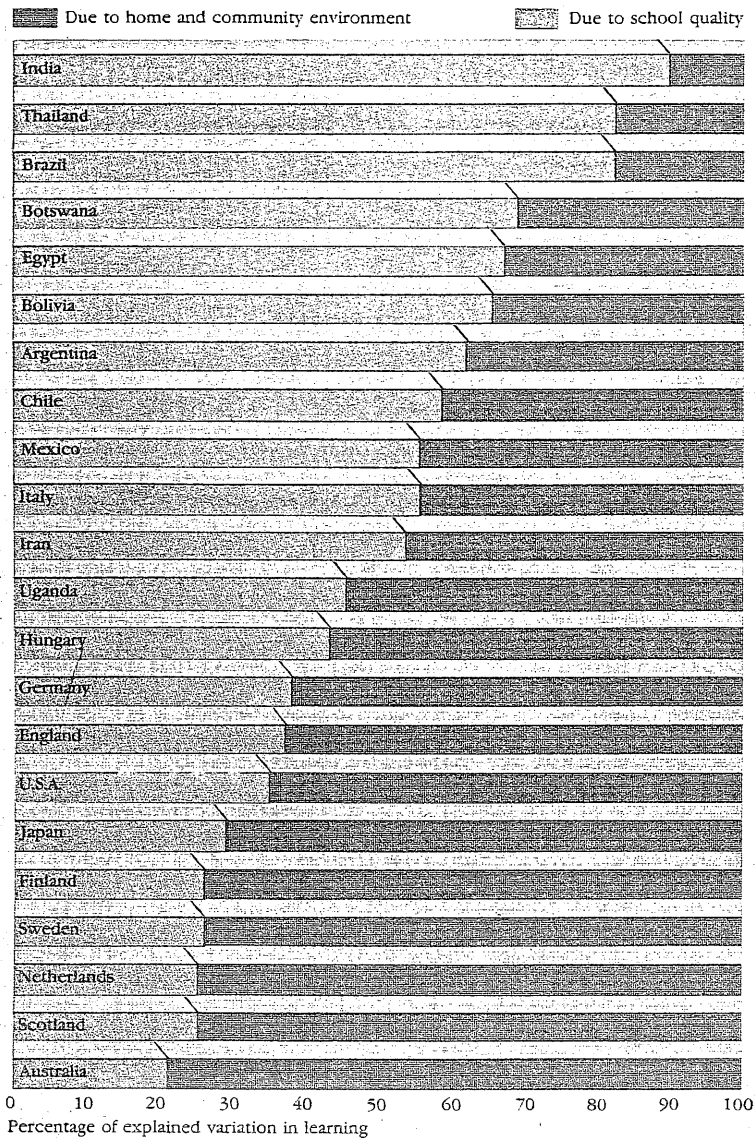 Due to home and community environment
Due to school quality
India
Thailand
Brazil
Botswana
Egypt
Bolivia
Argentina
Chile
Mexico
Italy
Iran
Uganda
Hungary
Germany
England
U.S.A.
Japan
Finland
Sweden
Netherlands
Scotland
Australia
0 10 20 30 40 50 60 70 80 90 100
Percentage of explained variation in learning